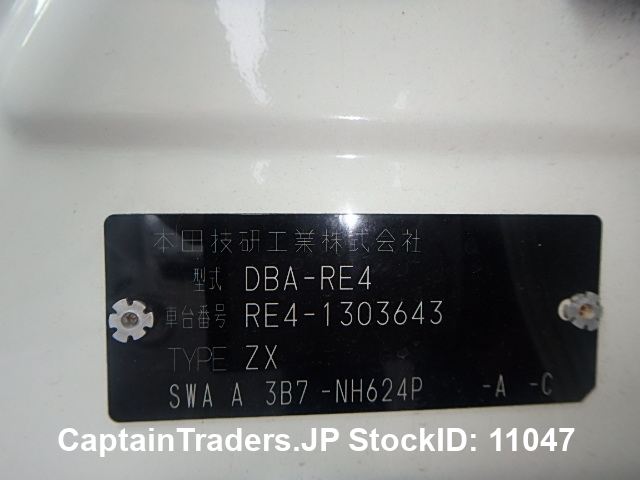 本田技研工業株式会社
型式 DBA-RE4
車台番号 RE4-1303643
TYPE ZX
SWA A 3B7 -NH624P -A -C
CaptainTraders.JP StockID: 11047